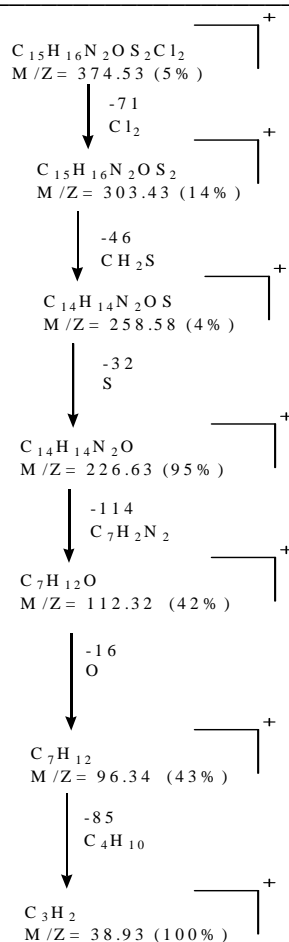 +
C15H16N2OS2Cl2
M/Z= 374.53 (5%)
-71
Cl2
+
C15H16N2OS2
M/Z= 303.43 (14%)
-46
CH2S
+
C14H14N2OS
M/Z= 258.58 (4%)
-32
S
+
C14H14N2O
M/Z= 226.63 (95%)
-114
C7H2N2
+
C7H12O
M/Z= 112.32 (42%)
-16
O
+
C7H12
M/Z= 96.34 (43%)
-85
C4H10
+
C3H2
M/Z= 38.93 (100%)